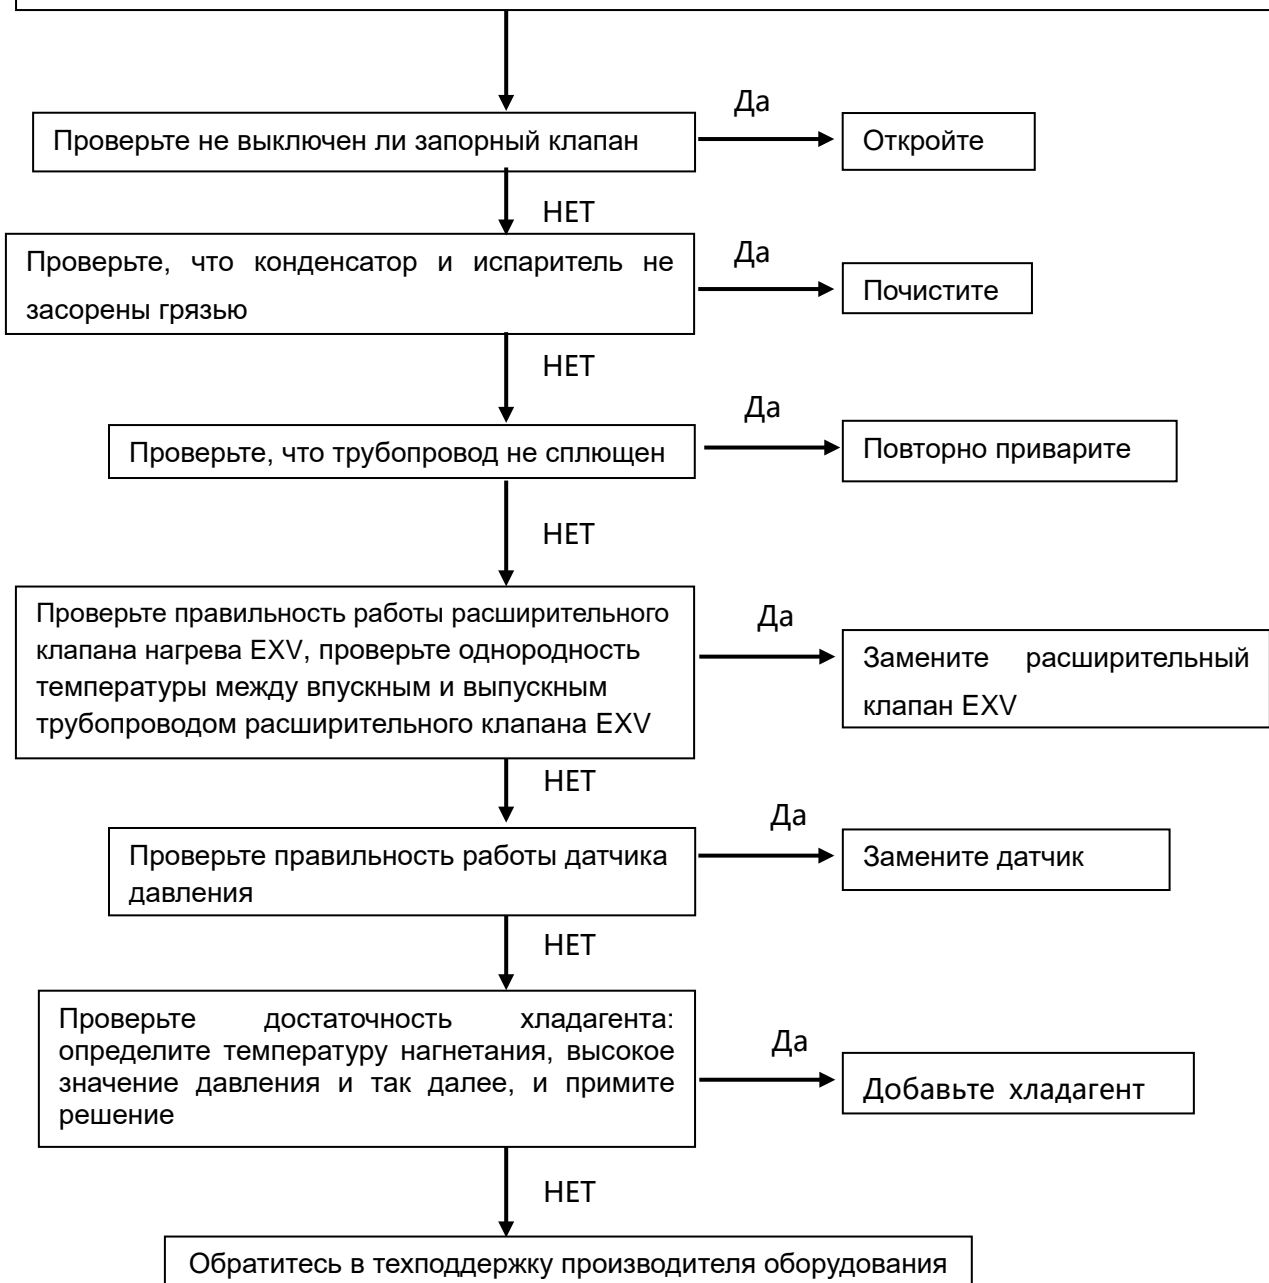 Да
Проверьте не выключен ли запорный клапан
Откройте
НЕТ
Да
Проверьте, что конденсатор и испаритель не
засорены грязью
Почистите
НЕТ
Да
Проверьте, что трубопровод не сплющен
Повторно приварите
НЕТ
Проверьте правильность работы расширительного
клапана нагрева EXV, проверьте однородность
температуры между впускным и выпускным
трубопроводом расширительного клапана EXV
Да
Замените расширительный
клапан EXV
НЕТ
Да
Проверьте правильность работы датчика
давления
Замените датчик
НЕТ
Проверьте достаточность хладагента:
определите температуру нагнетания, высокое
значение давления и так далее, и примите
решение
Да
Добавьте хладагент
НЕТ
Обратитесь в техподдержку производителя оборудования